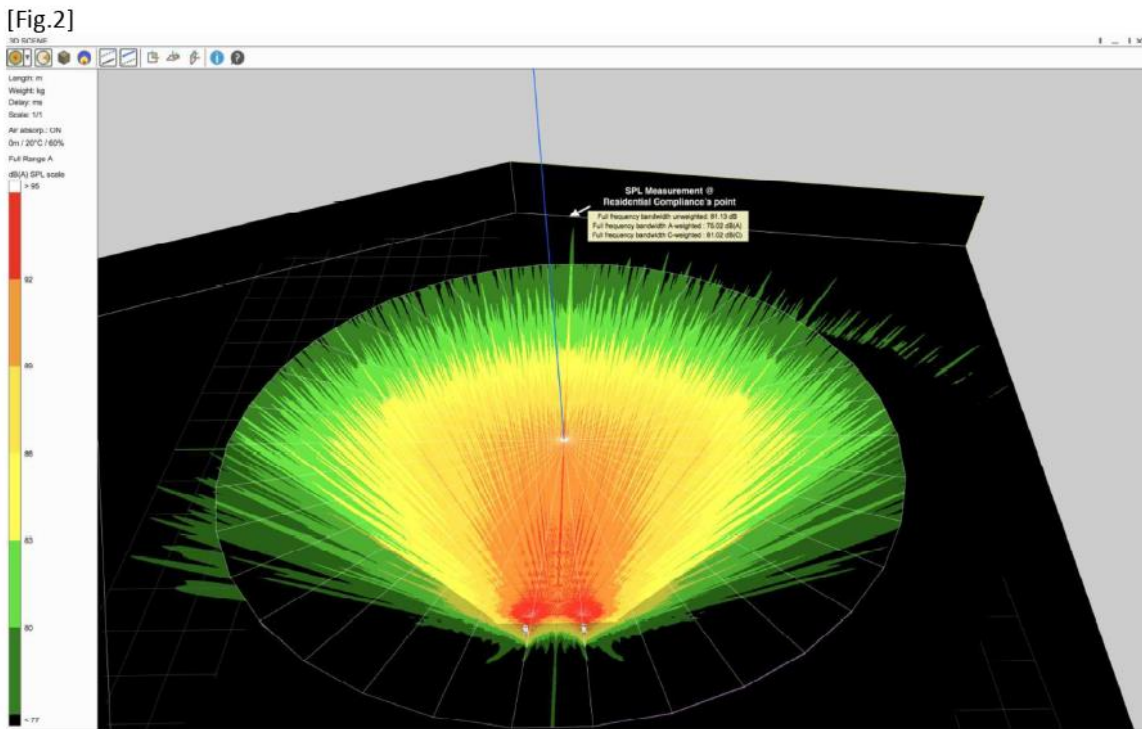 [Fig.2]
3D SCENE
Length: m
Weight: kg
Delay: ms
Scale: 1/1
Air absorp.: ON
0m / 20°C / 60%
Full Range A
dB(A) SPL scale
> 95
92
89
86
83
80
< 77
SPL Measurement @
Residential Compliance's point
Full frequency bandwidth unweighted: 81.13 dB
Full frequency bandwidth A-weighted : 75.02 dB(A)
Full frequency bandwidth C-weighted : 81.02 dB(C)